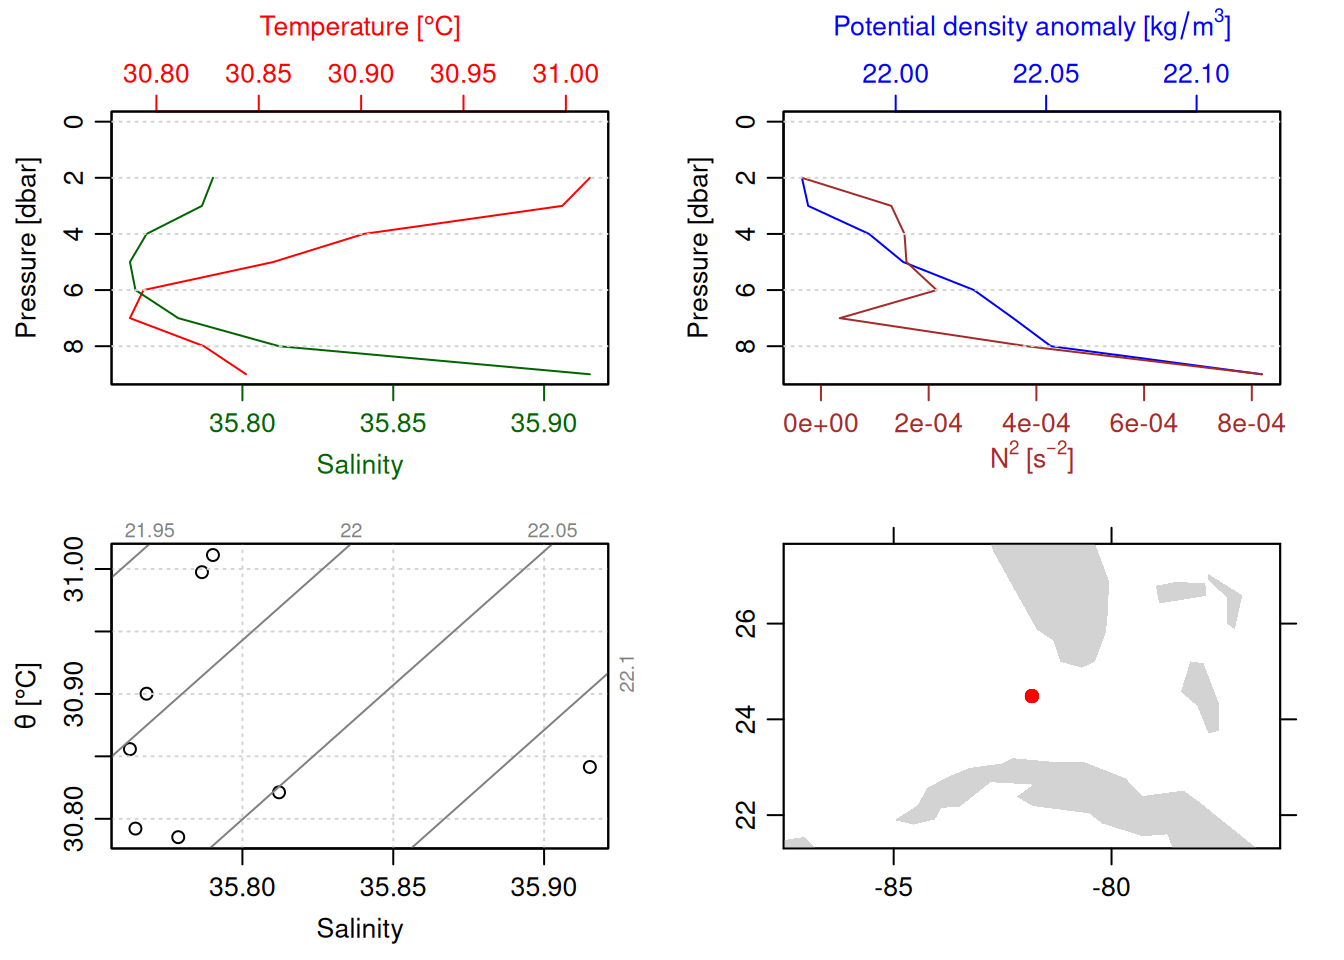 Temperature [°C]
30.80 30.85 30.90 30.95 31.00
Pressure [dbar]
0
2
4
6
8
35.80 35.85 35.90
Salinity
Potential density anomaly [kg/m³]
22.00 22.05 22.10
Pressure [dbar]
0
2
4
6
8
0e+00 2e-04 4e-04 6e-04 8e-04
N² [s⁻²]
21.95 22 22.05
22.1
θ [°C]
31.00
30.90
30.80
35.80 35.85 35.90
Salinity
26
24
22
-85 -80